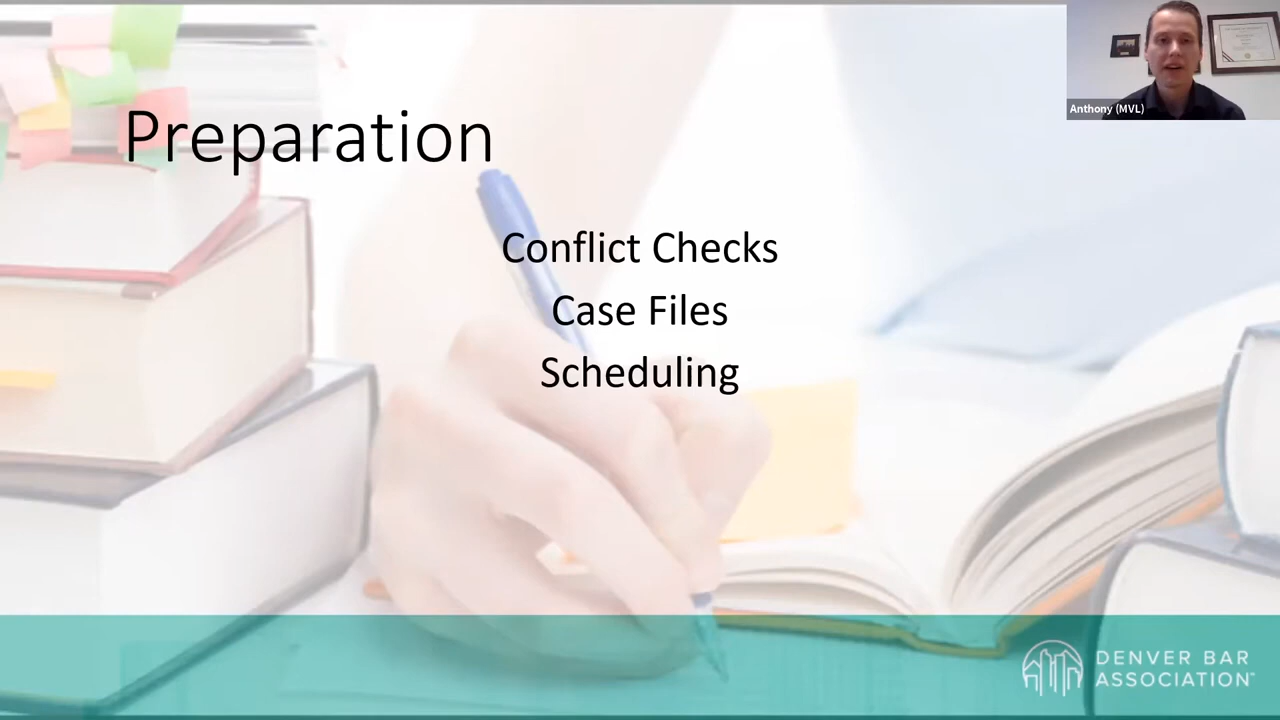 Preparation
Anthony (MVL)
Conflict Checks
Case Files
Scheduling
DENVER BAR
ASSOCIATION